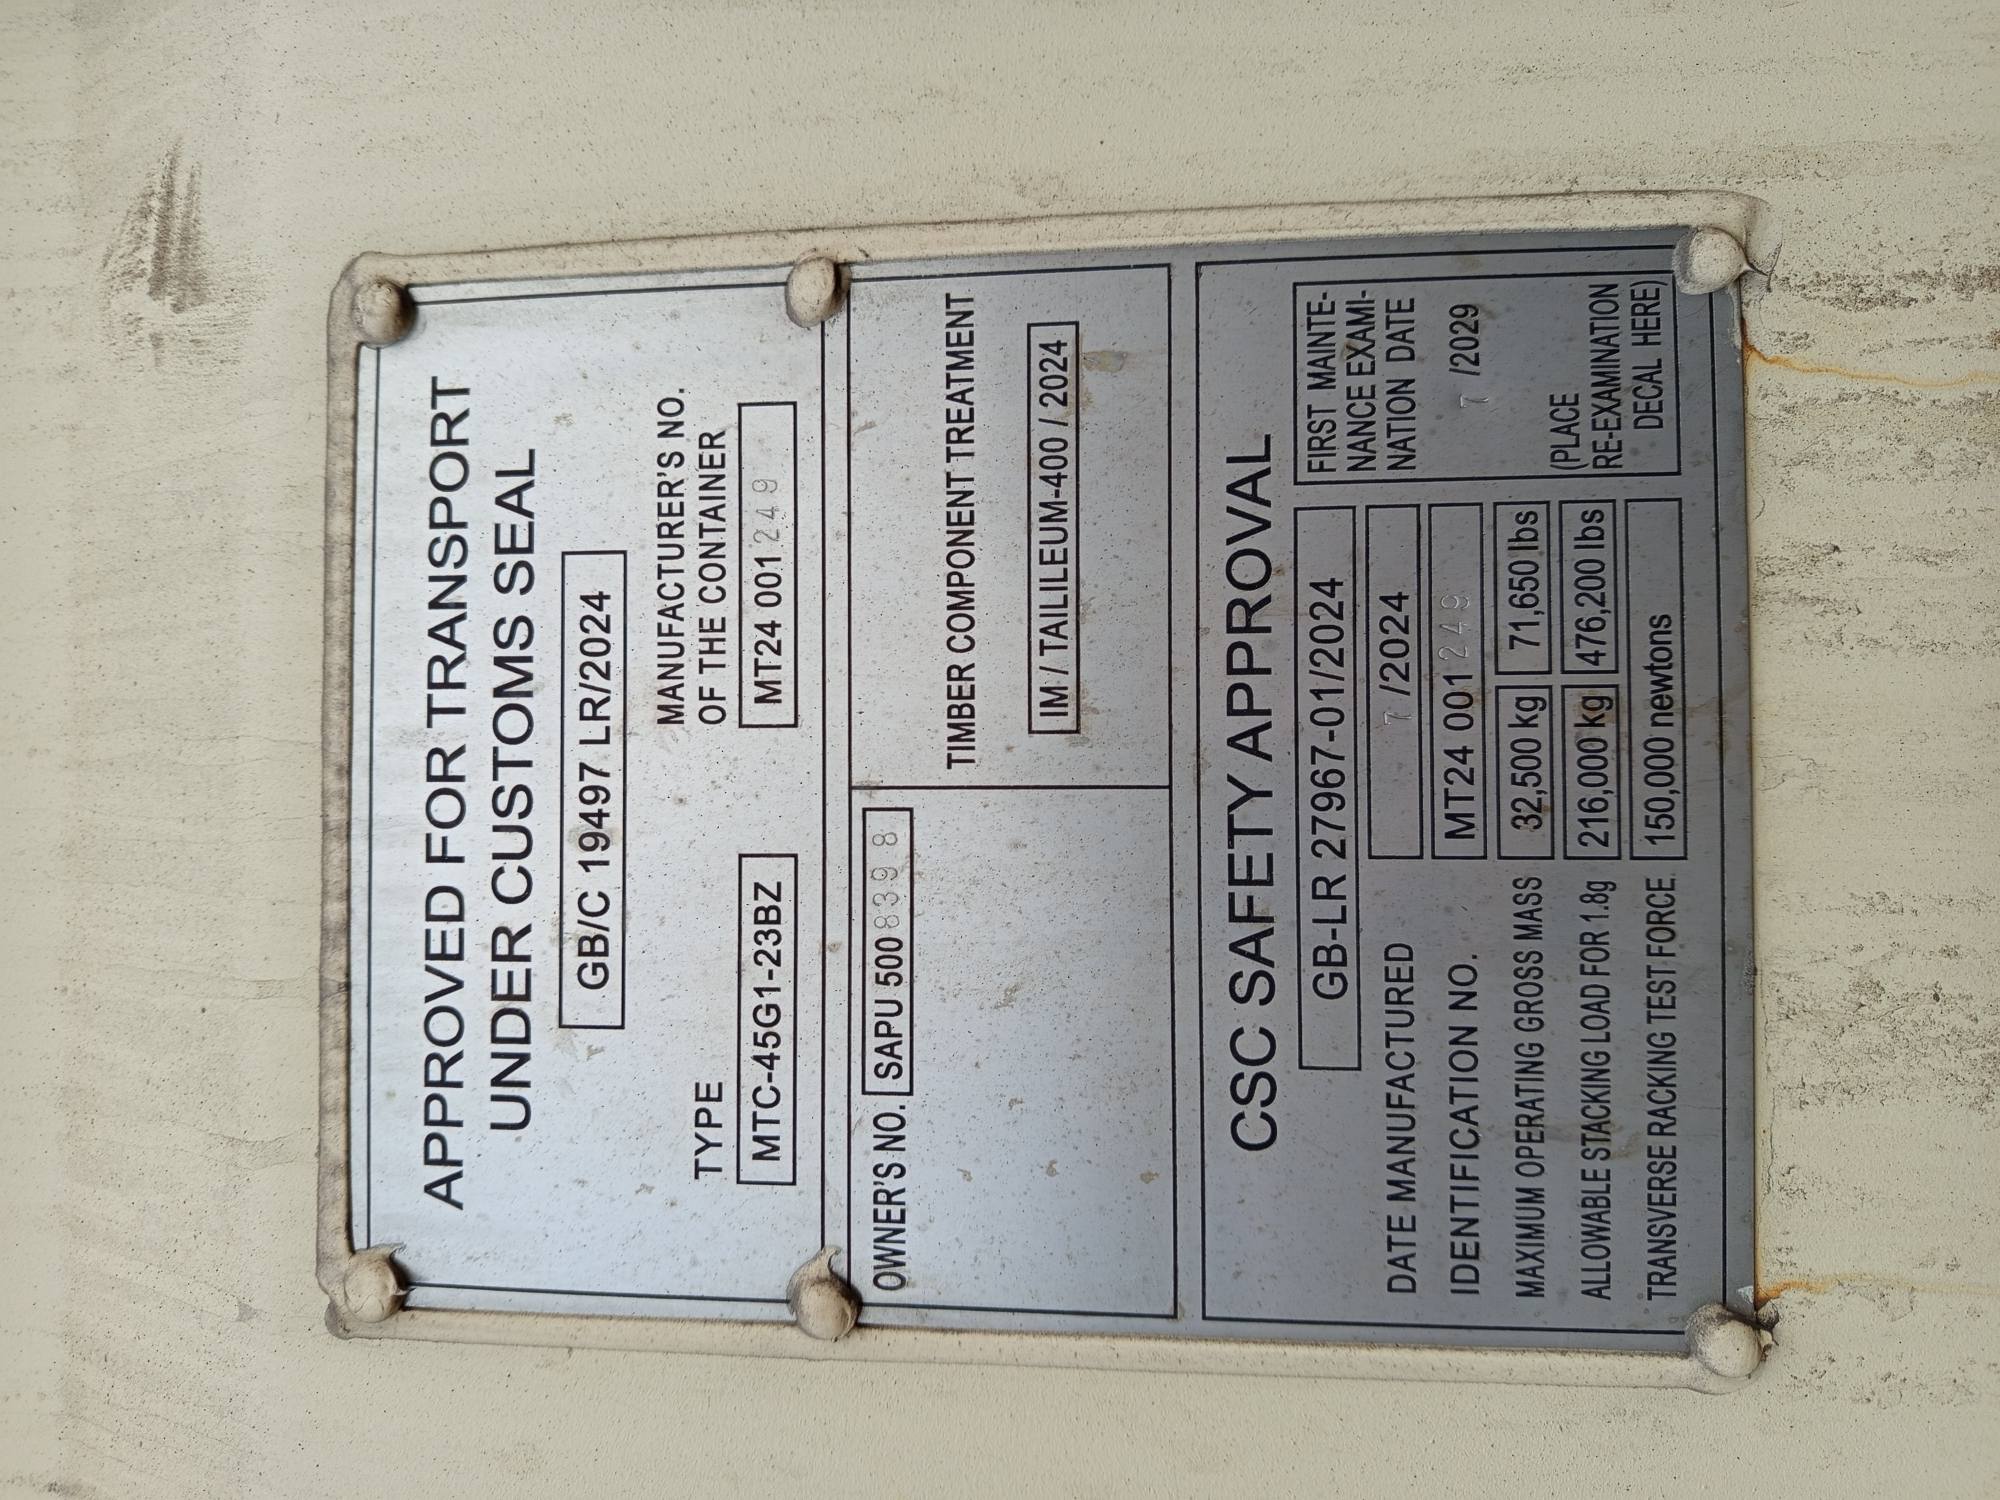 APPROVED FOR TRANSPORT
UNDER CUSTOMS SEAL
GB/C 19497 LR/2024
TYPE
MTC-45G1-23BZ
MANUFACTURER'S NO.
OF THE CONTAINER
MT24 001249
OWNER'S NO. SAPU 500 8398
TIMBER COMPONENT TREATMENT
IM / TAILILEUM-400 / 2024
CSC SAFETY APPROVAL
GB-LR 27967-01/2024
DATE MANUFACTURED 7 /2024
IDENTIFICATION NO. MT24 001249
MAXIMUM OPERATING GROSS MASS 32,500 kg 71,650 lbs
ALLOWABLE STACKING LOAD FOR 1.8g 216,000 kg 476,200 lbs
TRANSVERSE RACKING TEST FORCE 150,000 newtons
FIRST MAINTE-
NANCE EXAMI-
NATION DATE
7 /2029
(PLACE
RE-EXAMINATION
DECAL HERE)